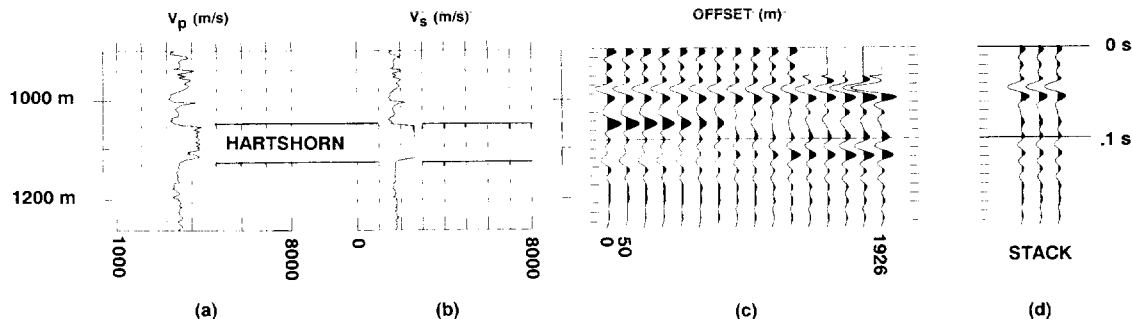 Vp (m/s)
Vs (m/s)
OFFSET (m)
0 s
1000 m
HARTSHORN
.1 s
1200 m
1000
8000
0
8000
0
50
1926
STACK
(a)
(b)
(c)
(d)